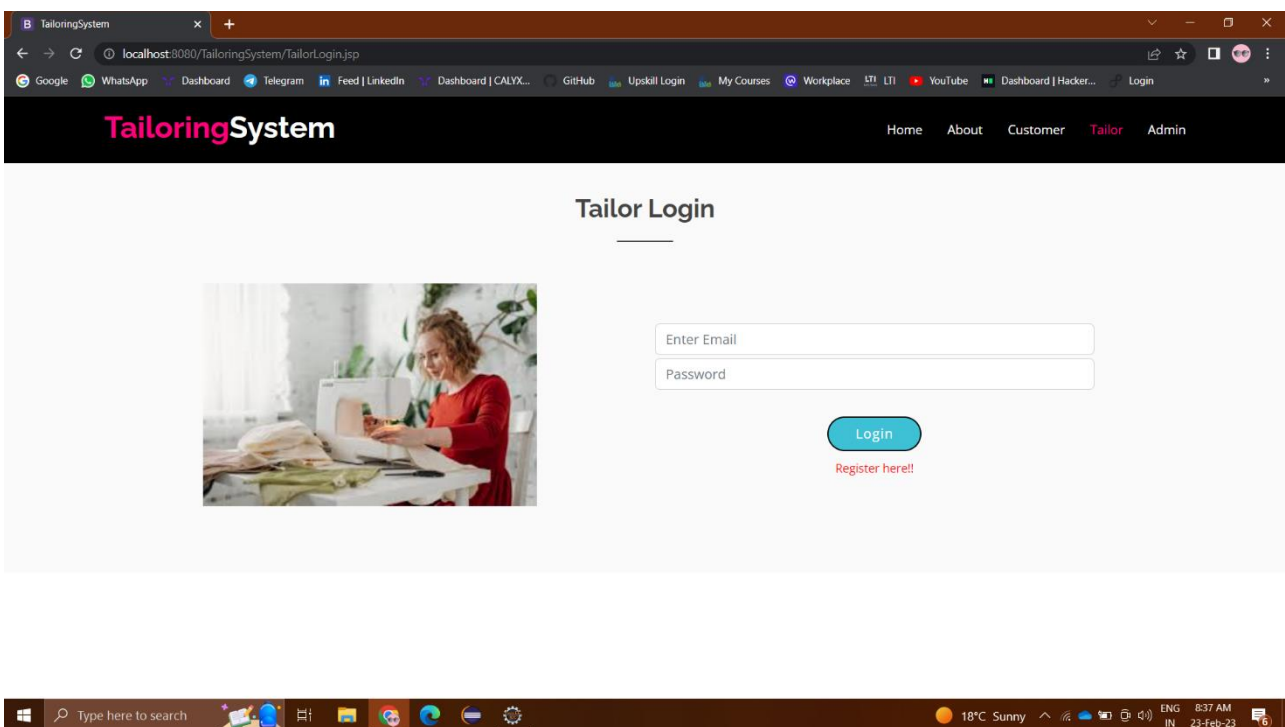 TailoringSystem
localhost:8080/TailoringSystem/TailorLogin.jsp
Google WhatsApp Dashboard Telegram Feed | LinkedIn Dashboard | CALYX... GitHub Upskill Login My Courses Workplace LTI LTI YouTube Dashboard | Hacker... Login »
TailoringSystem Home About Customer Tailor Admin
Tailor Login
Enter Email
Password
Login
Register here!!
Type here to search 18°C Sunny ENG 8:37 AM
IN 23-Feb-23